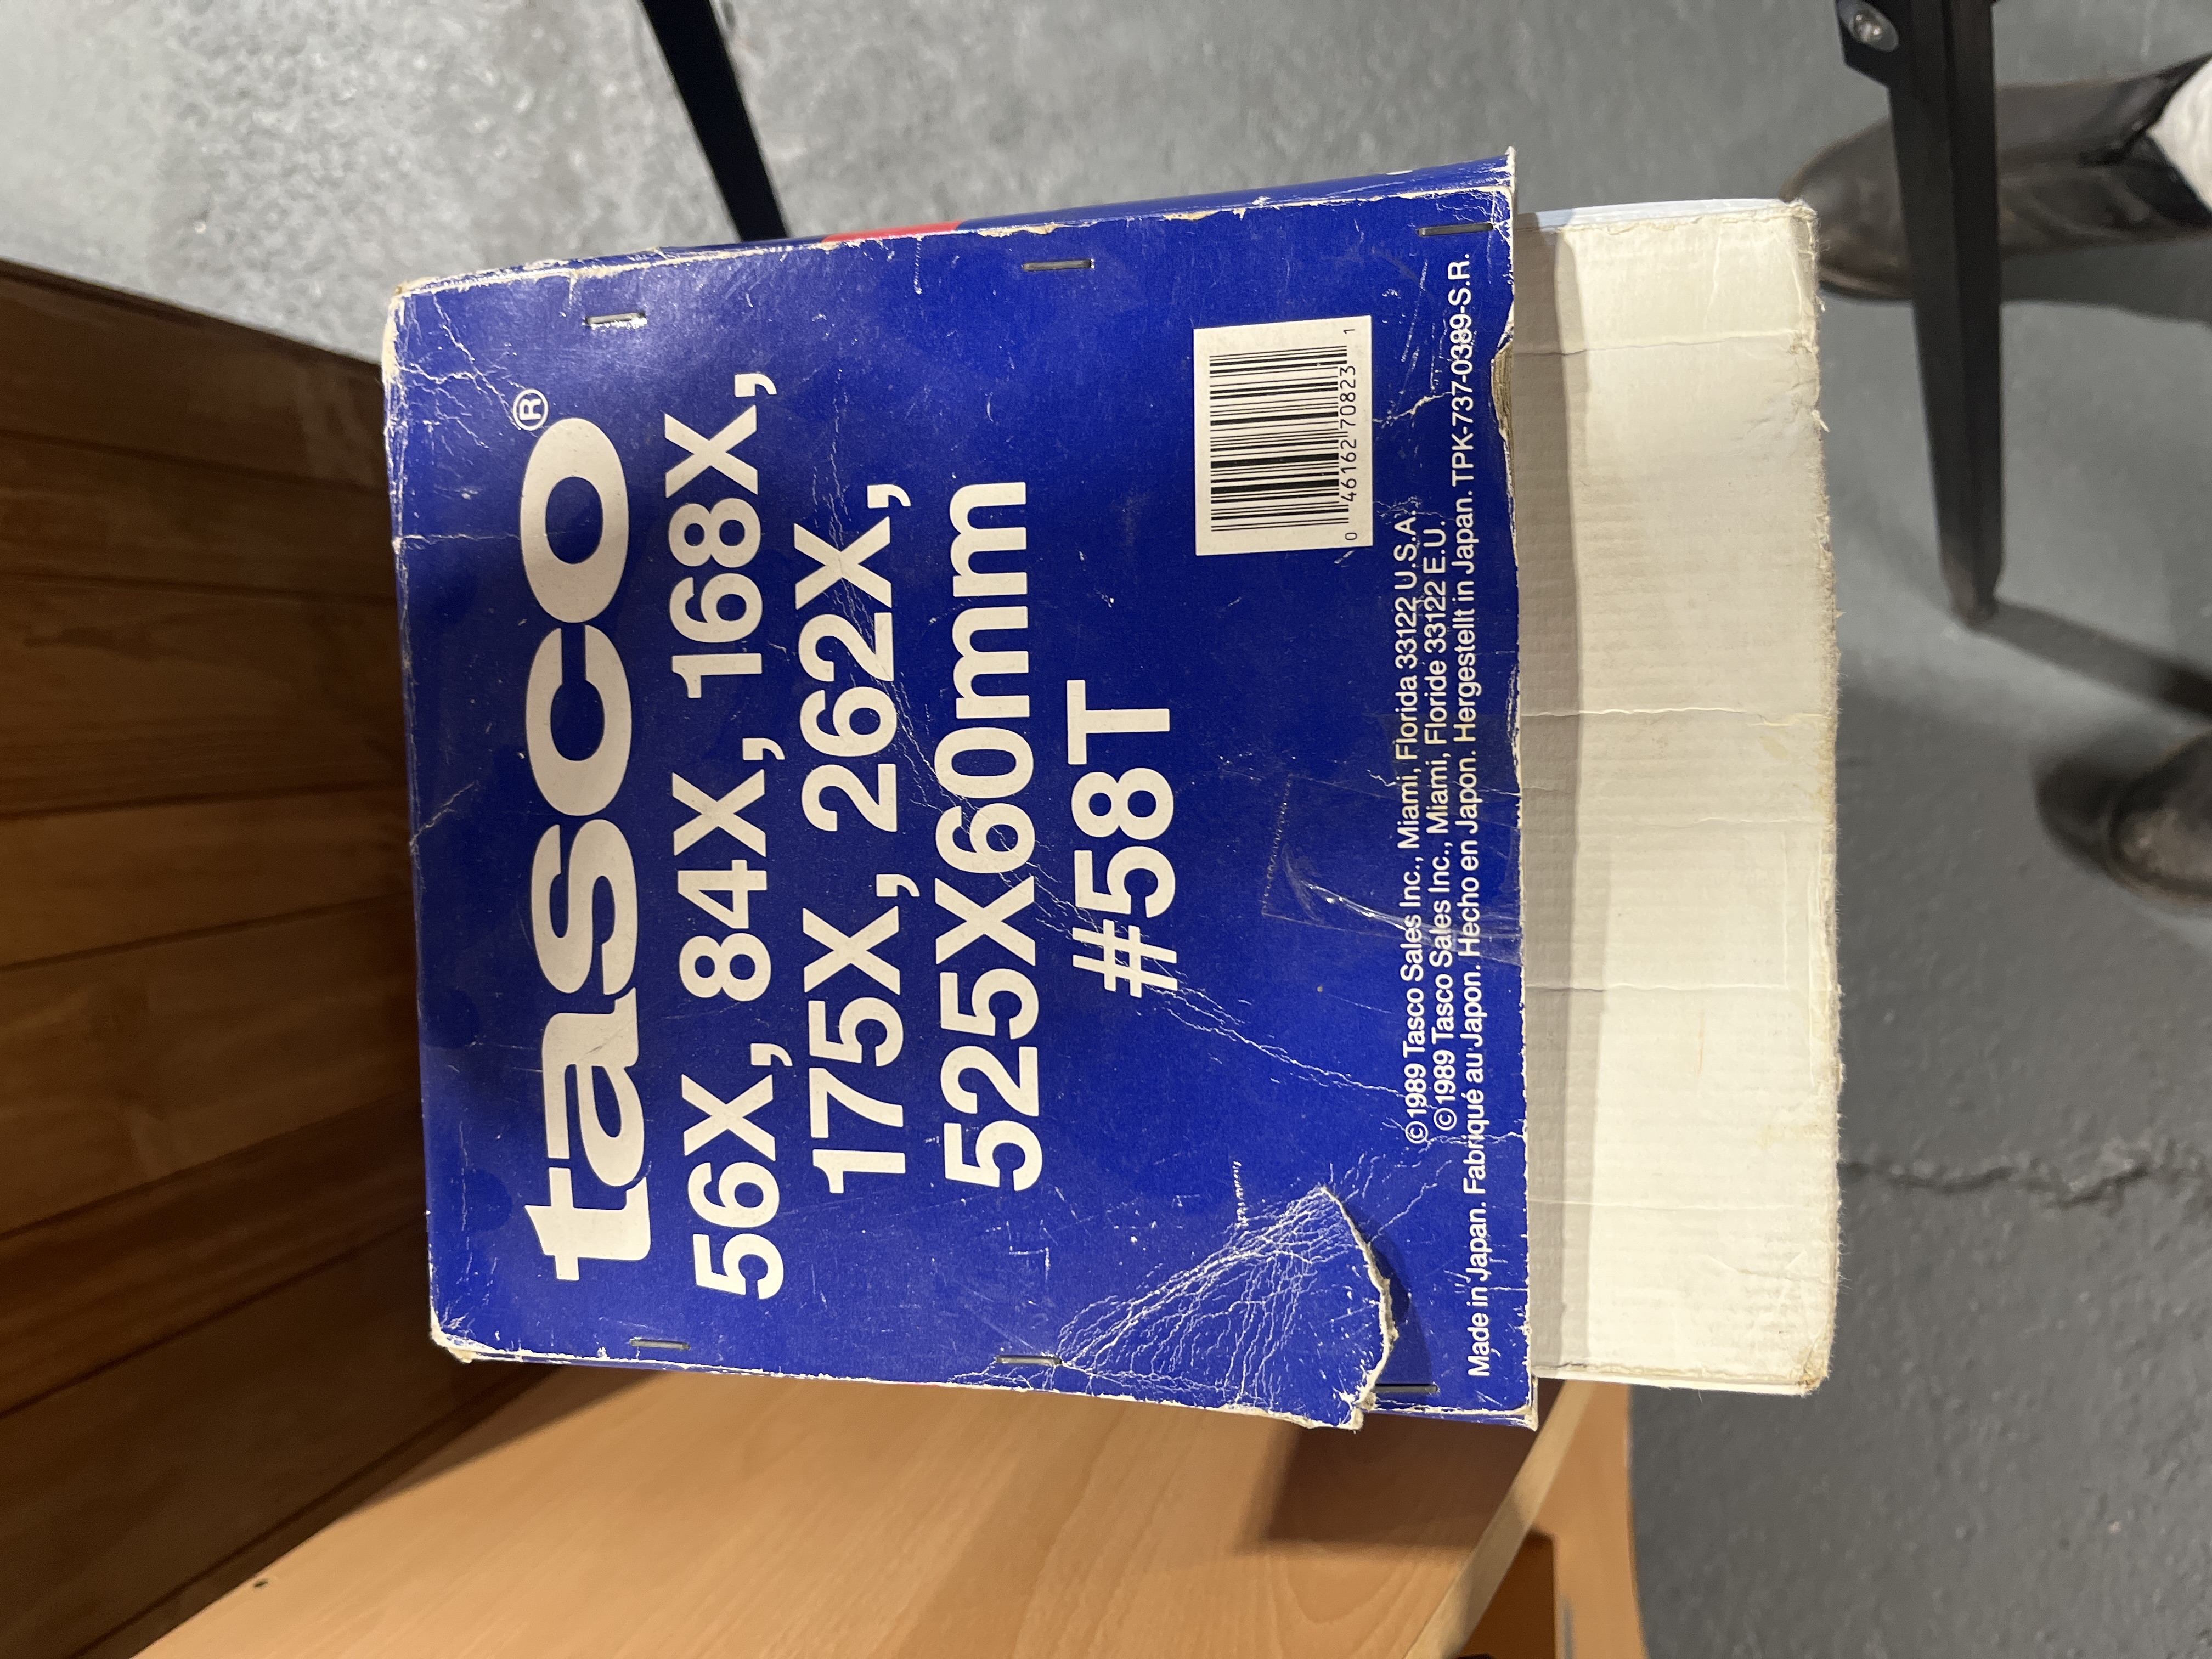 tasco®
56X, 84X, 168X,
175X, 262X,
525X60mm
#58T
0 46162 70823 1
©1989 Tasco Sales Inc., Miami, Florida 33122 U.S.A.
©1989 Tasco Sales Inc., Miami, Floride 33122 E.U.
Made in Japan. Fabriqué au Japon. Hecho en Japon. Hergestellt in Japan. TPK-737-0389-S.R.